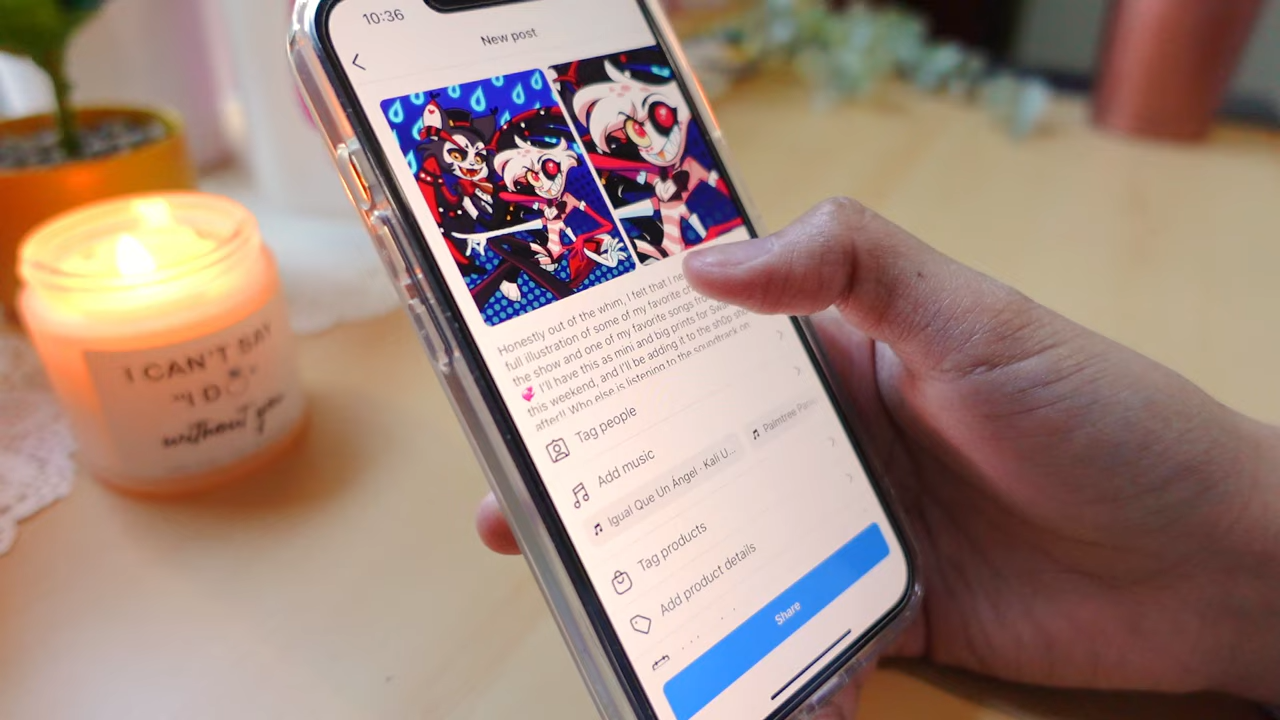 10:36
New post
Honestly out of the whim, I felt that I ne
full illustration of some of my favorite
the show and one of my favorite songs
💞 I'll have this as mini and big prints for
this weekend, and I'll be adding it to the shop
after!! Who else is listening to the soundtrack on
Tag people
Add music
Igual Que Un Ángel · Kali U...
Palmtree
Tag products
Add product details
Share
I CAN'T SAY
"I DO"
without you